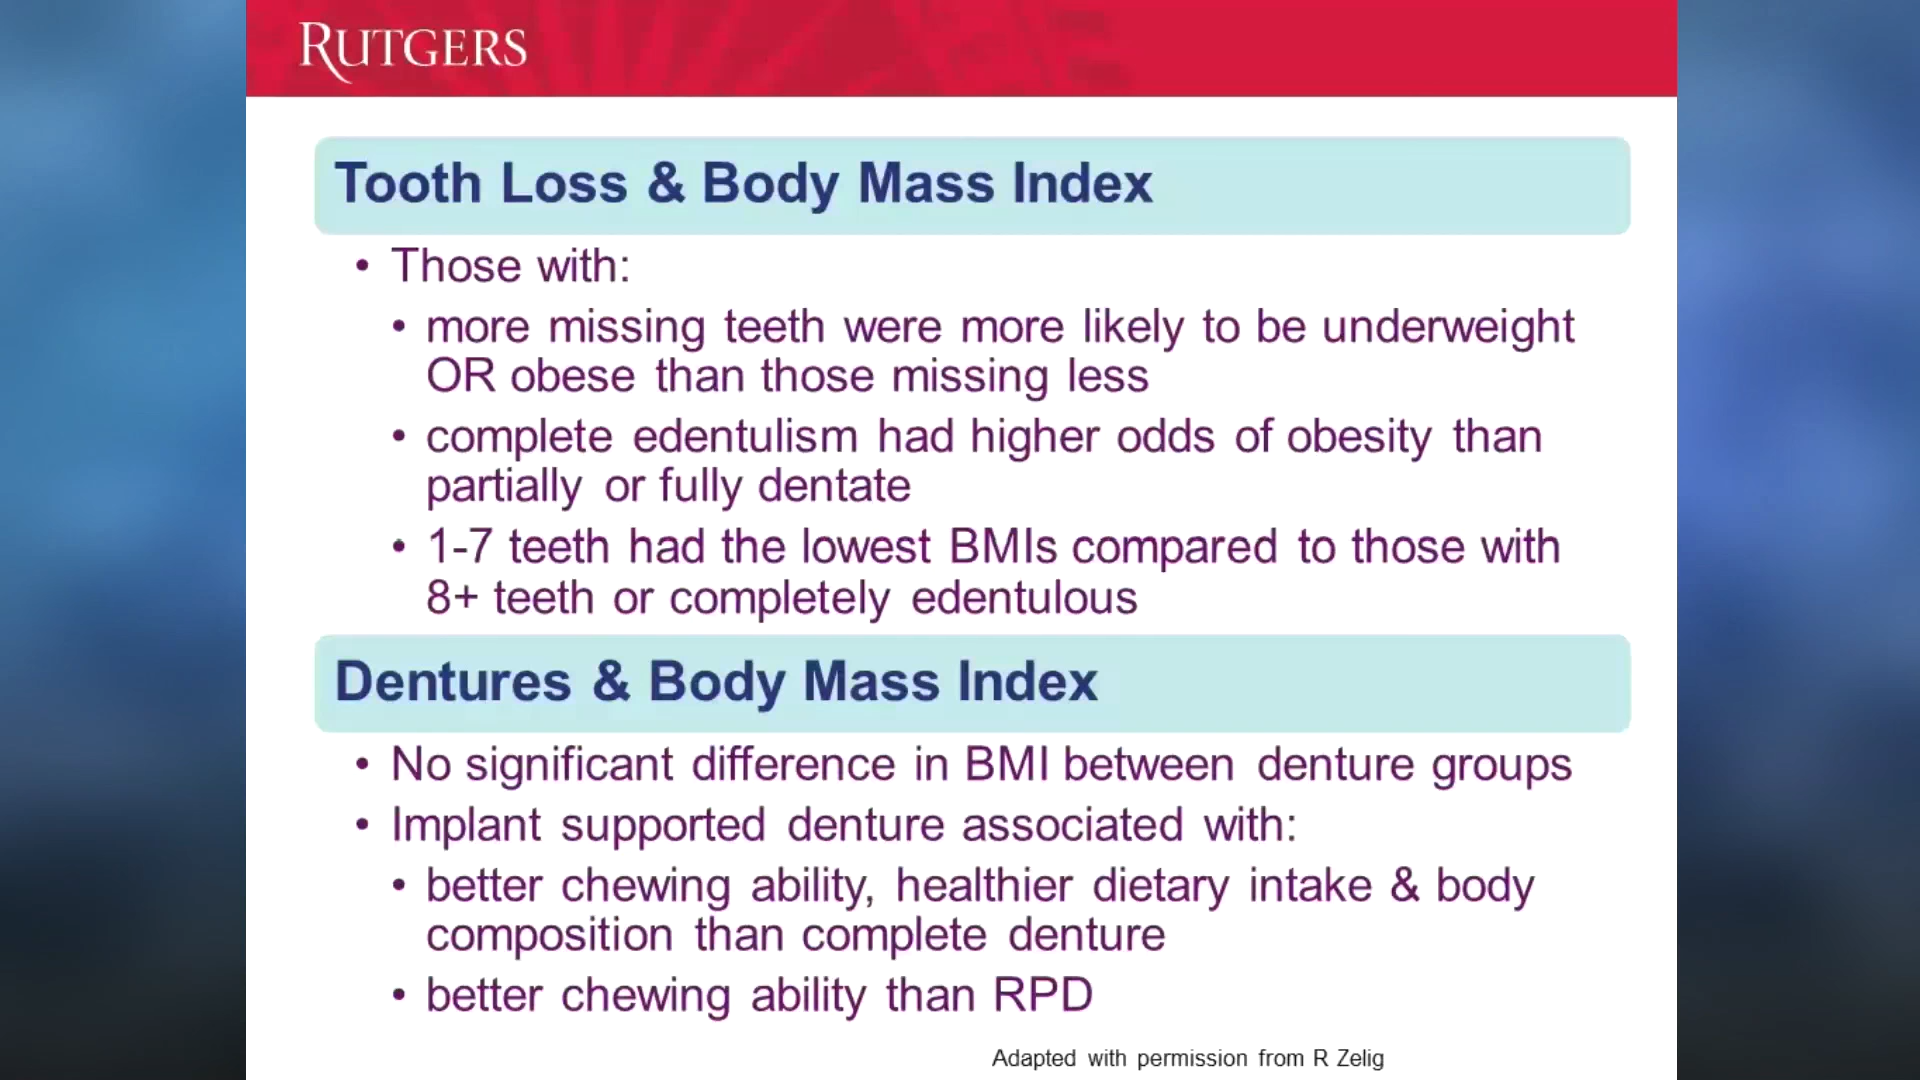 RUTGERS
Tooth Loss & Body Mass Index
• Those with:
• more missing teeth were more likely to be underweight
OR obese than those missing less
• complete edentulism had higher odds of obesity than
partially or fully dentate
• 1-7 teeth had the lowest BMIs compared to those with
8+ teeth or completely edentulous
Dentures & Body Mass Index
• No significant difference in BMI between denture groups
• Implant supported denture associated with:
• better chewing ability, healthier dietary intake & body
composition than complete denture
• better chewing ability than RPD
Adapted with permission from R Zelig